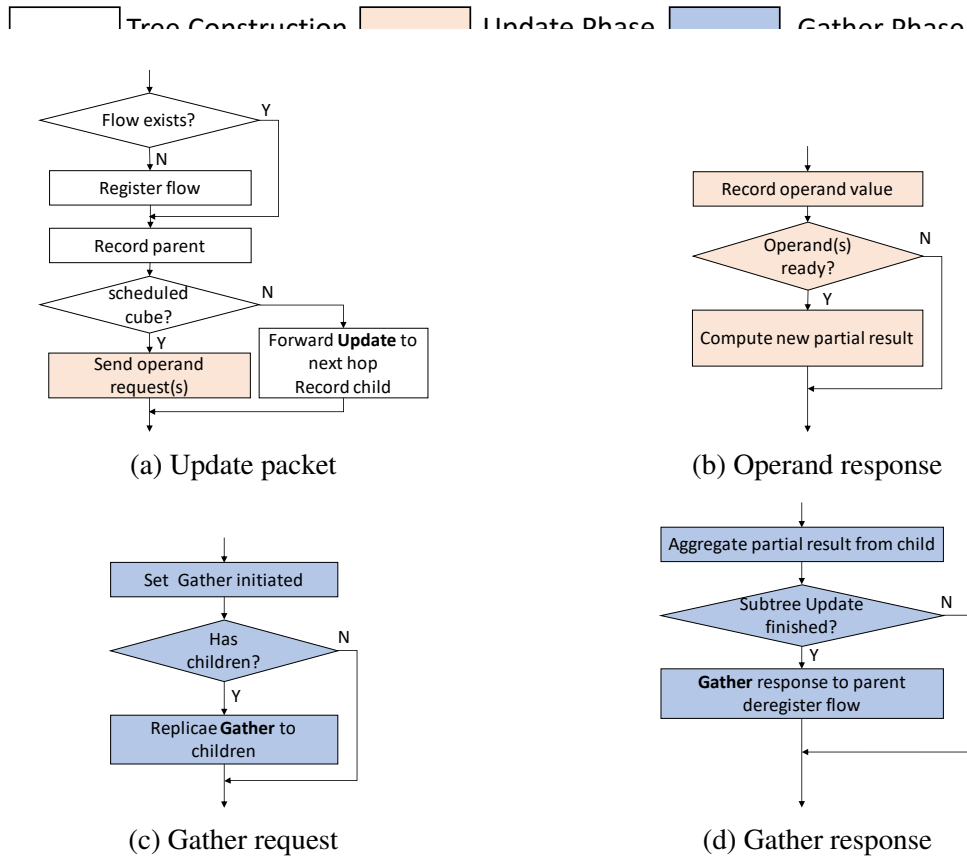 Tree Construction Update Phase Gather Phase
Flow exists?
Y
N
Register flow
Record parent
scheduled
cube?
N
Y
Send operand
request(s)
Forward Update to
next hop
Record child
(a) Update packet
Record operand value
Operand(s)
ready?
N
Y
Compute new partial result
(b) Operand response
Set Gather initiated
Has
children?
N
Y
Replicae Gather to
children
(c) Gather request
Aggregate partial result from child
Subtree Update
finished?
N
Y
Gather response to parent
deregister flow
(d) Gather response